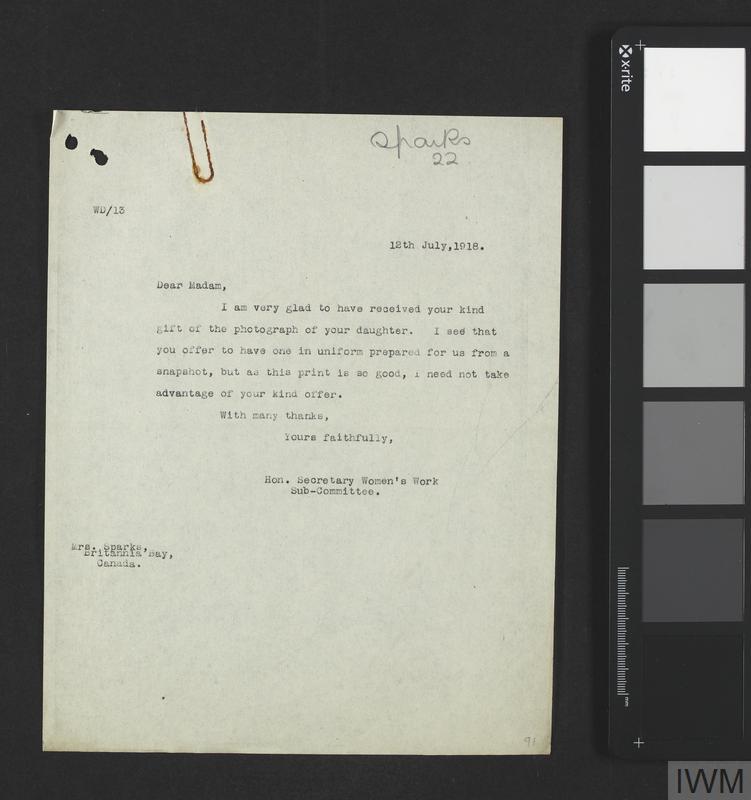 Sparks
22
WD/13
12th July,1918.
Dear Madam,
I am very glad to have received your kind
gift of the photograph of your daughter. I see that
you offer to have one in uniform prepared for us from a
snapshot, but as this print is so good, I need not take
advantage of your kind offer.
With many thanks,
Yours faithfully,
Hon. Secretary Women's Work
Sub-Committee.
Mrs. Sparks,
Britannia Bay,
Canada.
91
x-rite
mm
IWM